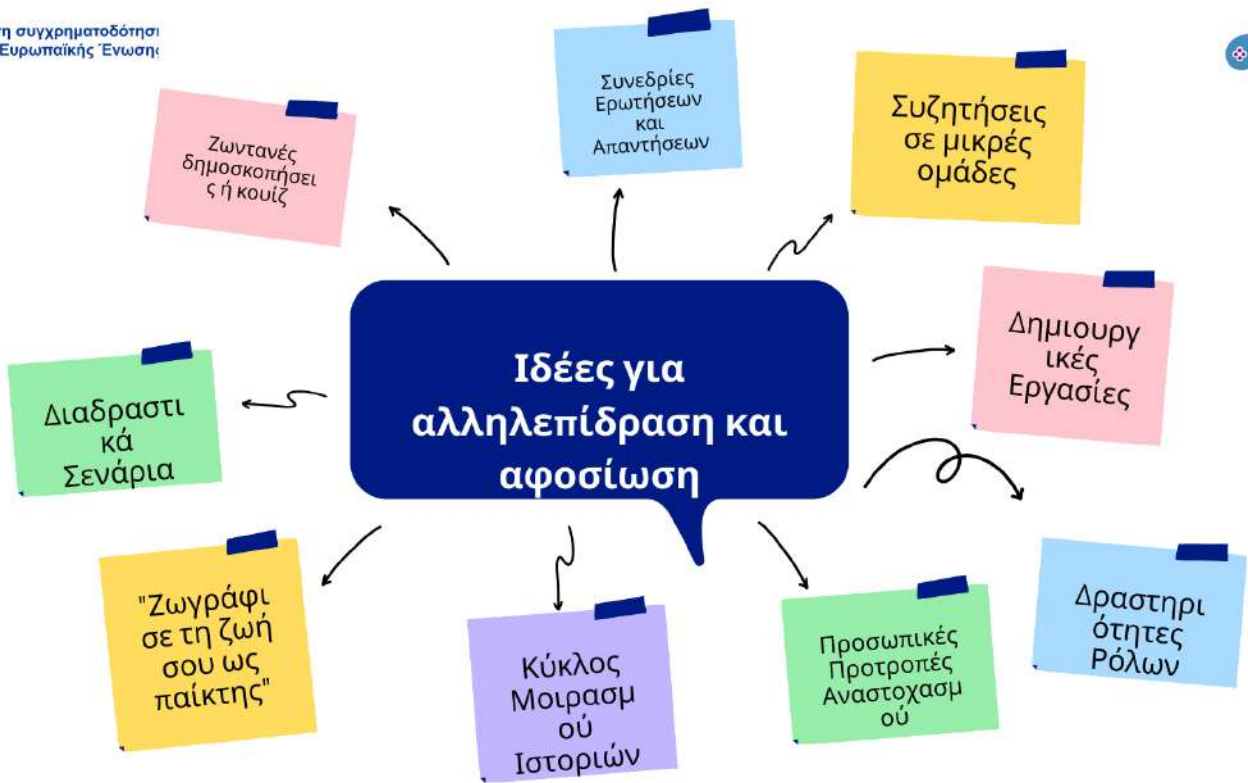 τη συγχρηματοδότησι
Ευρωπαϊκής Ένωσης
Ζωντανές
δημοσκοπήσει
ς ή κουίζ
Συνεδρίες
Ερωτήσεων
και
Απαντήσεων
Συζητήσεις
σε μικρές
ομάδες
Ιδέες για
αλληλεπίδραση και
αφοσίωση
Δημιουργ
ικές
Εργασίες
Διαδραστι
κά
Σενάρια
"Ζωγράφι
σε τη ζωή
σου ως
παίκτης"
Κύκλος
Μοιρασμ
ού
Ιστοριών
Προσωπικές
Προτροπές
Αναστοχασμ
ού
Δραστηρι
ότητες
Ρόλων